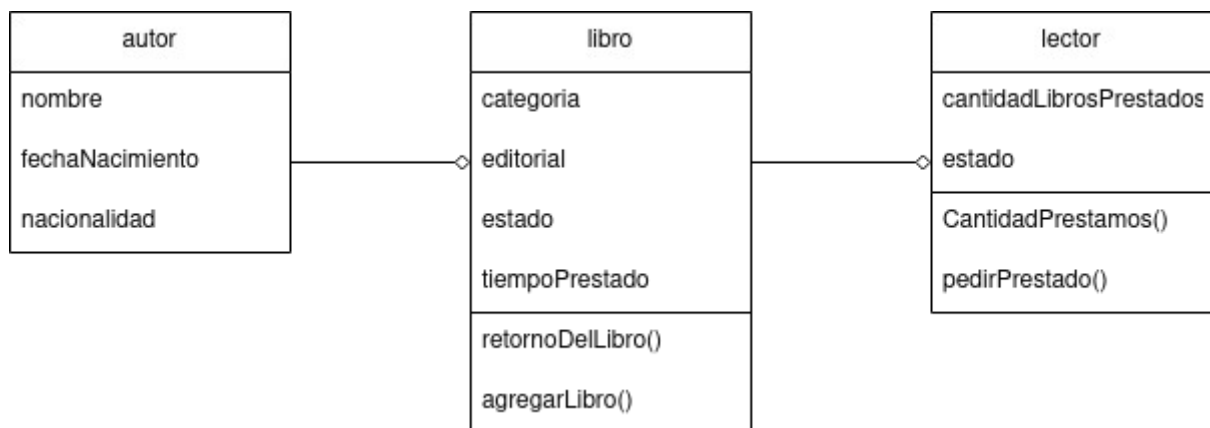 autor
nombre
fechaNacimiento
nacionalidad
libro
categoria
editorial
estado
tiempoPrestado
retornoDelLibro()
agregarLibro()
lector
cantidadLibrosPrestados
estado
CantidadPrestamos()
pedirPrestado()